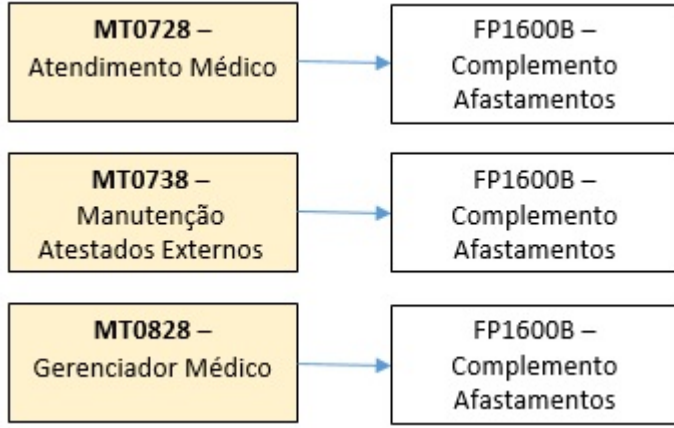 MT0728 –
Atendimento Médico
FP1600B –
Complemento
Afastamentos
MT0738 –
Manutenção
Atestados Externos
FP1600B –
Complemento
Afastamentos
MT0828 –
Gerenciador Médico
FP1600B –
Complemento
Afastamentos